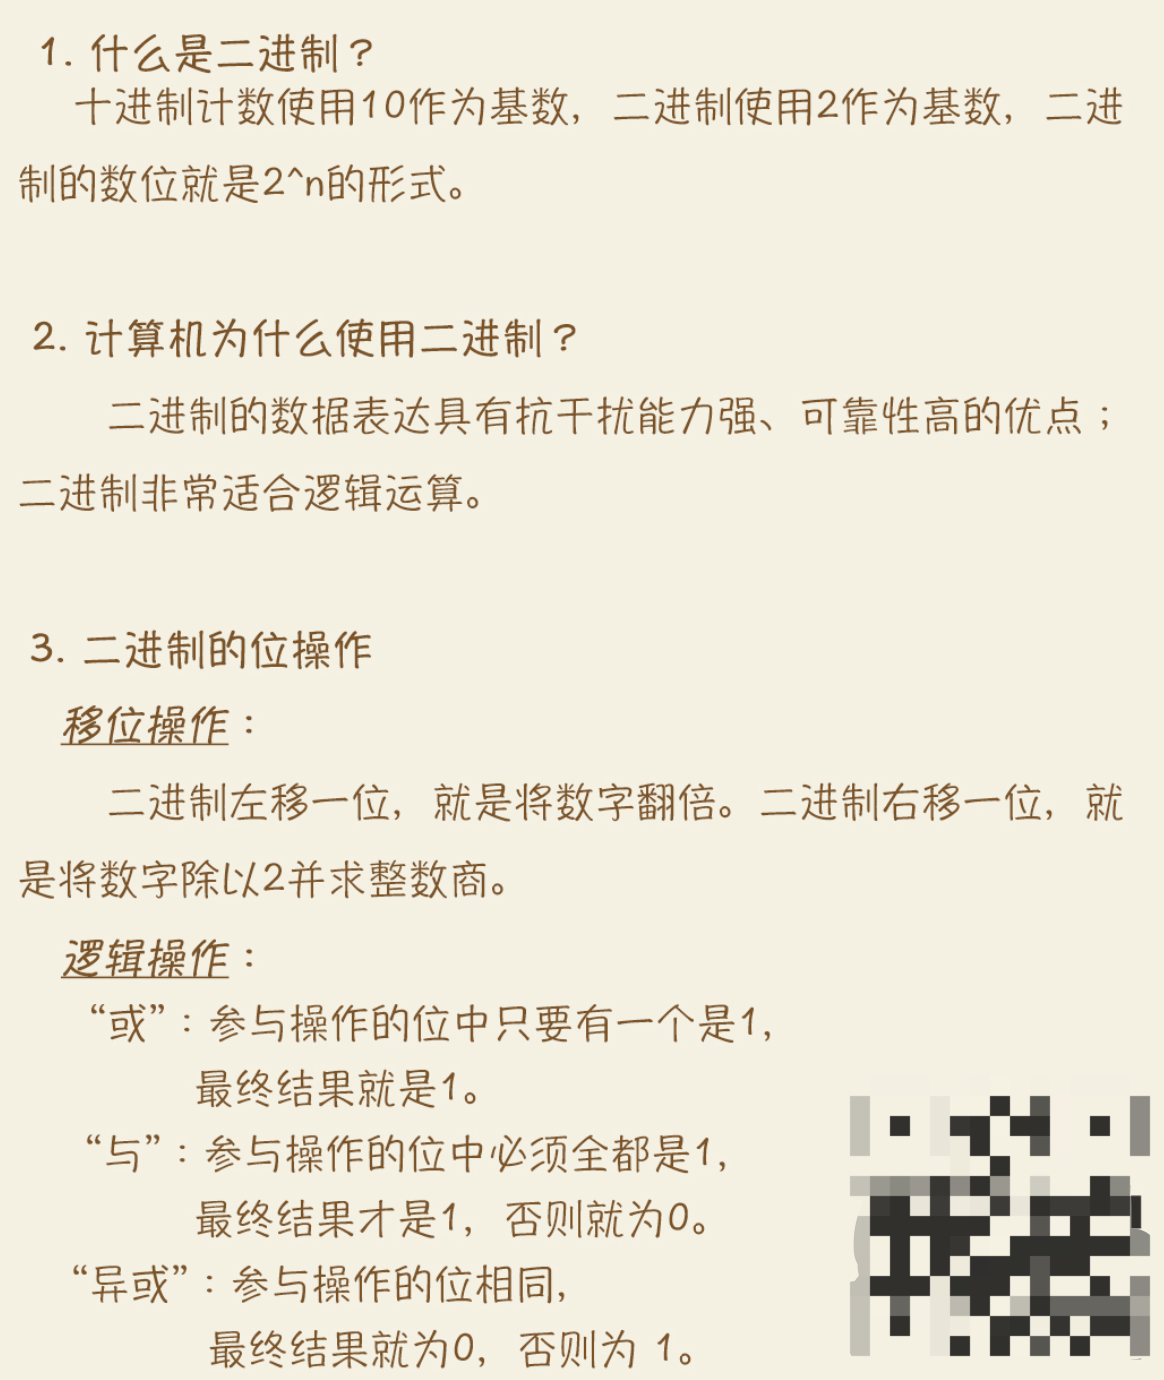 1. 什么是二进制？
十进制计数使用10作为基数，二进制使用2作为基数，二进
制的数位就是2^n的形式。
2. 计算机为什么使用二进制？
二进制的数据表达具有抗干扰能力强、可靠性高的优点；
二进制非常适合逻辑运算。
3. 二进制的位操作
移位操作：
二进制左移一位，就是将数字翻倍。二进制右移一位，就
是将数字除以2并求整数商。
逻辑操作：
“或”：参与操作的位中只要有一个是1，
最终结果就是1。
“与”：参与操作的位中必须全都是1，
最终结果才是1，否则就为0。
“异或”：参与操作的位相同，
最终结果就为0，否则为 1。